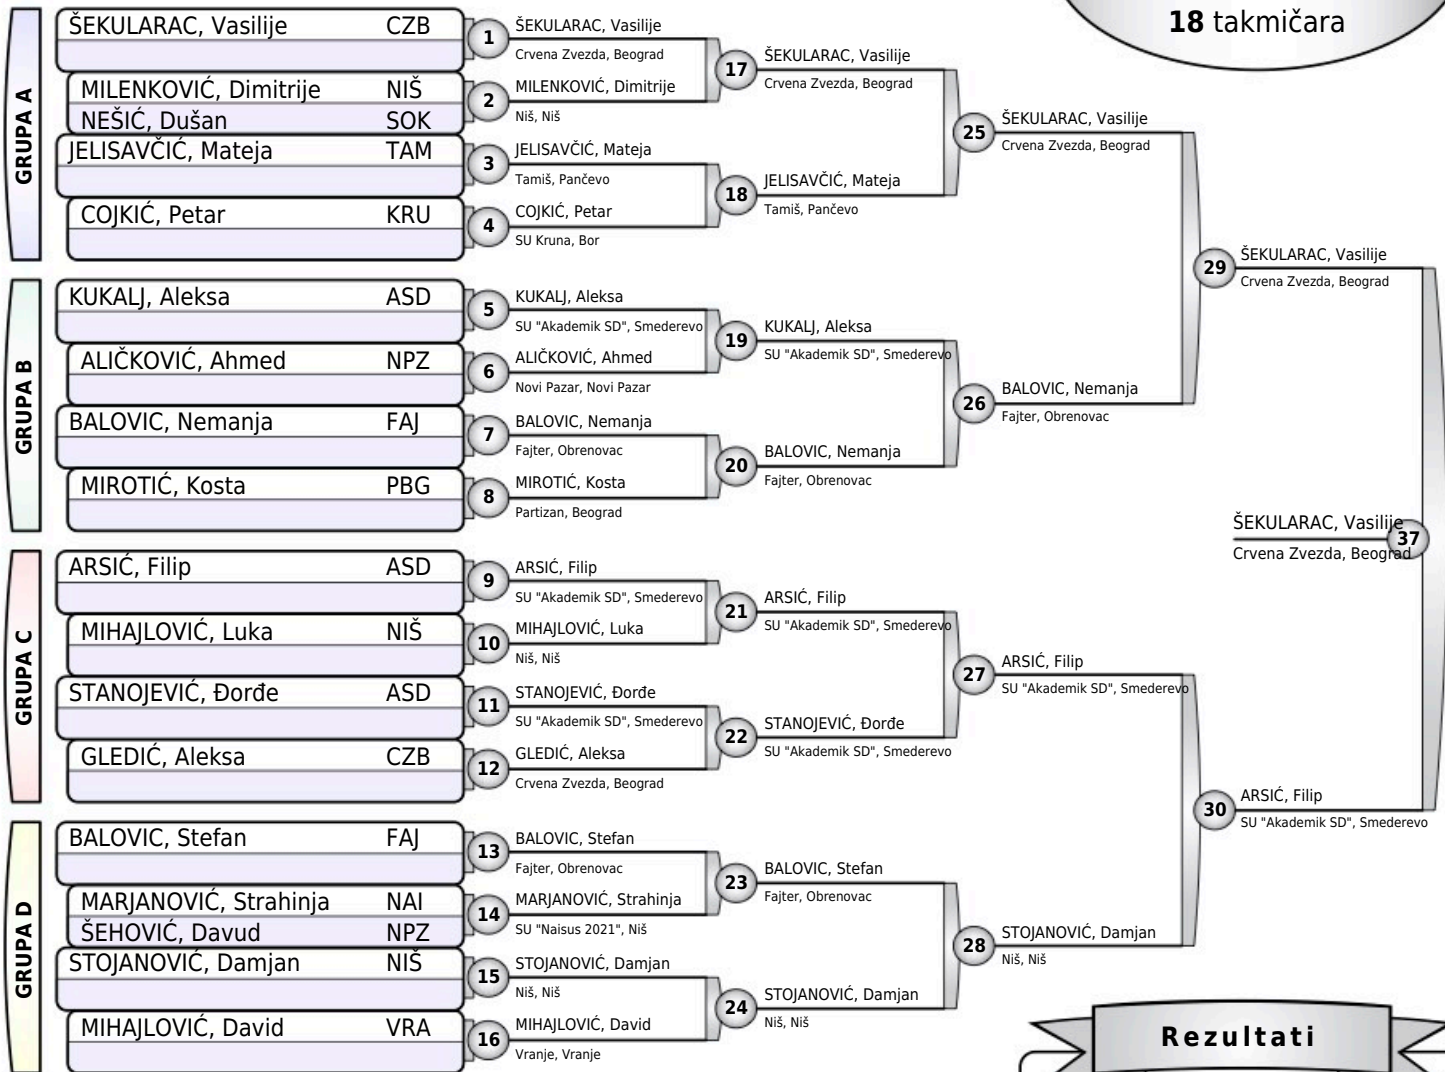 18 takmičara
GRUPA A
ŠEKULARAC, Vasilije CZB
MILENKOVIĆ, Dimitrije NIŠ
NEŠIĆ, Dušan SOK
JELISAVČIĆ, Mateja TAM
COJKIĆ, Petar KRU
GRUPA B
KUKALJ, Aleksa ASD
ALIČKOVIĆ, Ahmed NPZ
BALOVIC, Nemanja FAJ
MIROTIĆ, Kosta PBG
GRUPA C
ARSIĆ, Filip ASD
MIHAJLOVIĆ, Luka NIŠ
STANOJEVIĆ, Đorđe ASD
GLEDIĆ, Aleksa CZB
GRUPA D
BALOVIC, Stefan FAJ
MARJANOVIĆ, Strahinja NAI
ŠEHOVIĆ, Davud NPZ
STOJANOVIĆ, Damjan NIŠ
MIHAJLOVIĆ, David VRA
1 ŠEKULARAC, Vasilije
Crvena Zvezda, Beograd
2 MILENKOVIĆ, Dimitrije
Niš, Niš
3 JELISAVČIĆ, Mateja
Tamiš, Pančevo
4 COJKIĆ, Petar
SU Kruna, Bor
5 KUKALJ, Aleksa
SU "Akademik SD", Smederevo
6 ALIČKOVIĆ, Ahmed
Novi Pazar, Novi Pazar
7 BALOVIC, Nemanja
Fajter, Obrenovac
8 MIROTIĆ, Kosta
Partizan, Beograd
9 ARSIĆ, Filip
SU "Akademik SD", Smederevo
10 MIHAJLOVIĆ, Luka
Niš, Niš
11 STANOJEVIĆ, Đorđe
SU "Akademik SD", Smederevo
12 GLEDIĆ, Aleksa
Crvena Zvezda, Beograd
13 BALOVIC, Stefan
Fajter, Obrenovac
14 MARJANOVIĆ, Strahinja
SU "Naisus 2021", Niš
15 STOJANOVIĆ, Damjan
Niš, Niš
16 MIHAJLOVIĆ, David
Vranje, Vranje
17 ŠEKULARAC, Vasilije
Crvena Zvezda, Beograd
18 JELISAVČIĆ, Mateja
Tamiš, Pančevo
19 KUKALJ, Aleksa
SU "Akademik SD", Smederevo
20 BALOVIC, Nemanja
Fajter, Obrenovac
21 ARSIĆ, Filip
SU "Akademik SD", Smederevo
22 STANOJEVIĆ, Đorđe
SU "Akademik SD", Smederevo
23 BALOVIC, Stefan
Fajter, Obrenovac
24 STOJANOVIĆ, Damjan
Niš, Niš
25 ŠEKULARAC, Vasilije
Crvena Zvezda, Beograd
26 BALOVIC, Nemanja
Fajter, Obrenovac
27 ARSIĆ, Filip
SU "Akademik SD", Smederevo
28 STOJANOVIĆ, Damjan
Niš, Niš
29 ŠEKULARAC, Vasilije
Crvena Zvezda, Beograd
30 ARSIĆ, Filip
SU "Akademik SD", Smederevo
ŠEKULARAC, Vasilije 37
Crvena Zvezda, Beograd
Rezultati